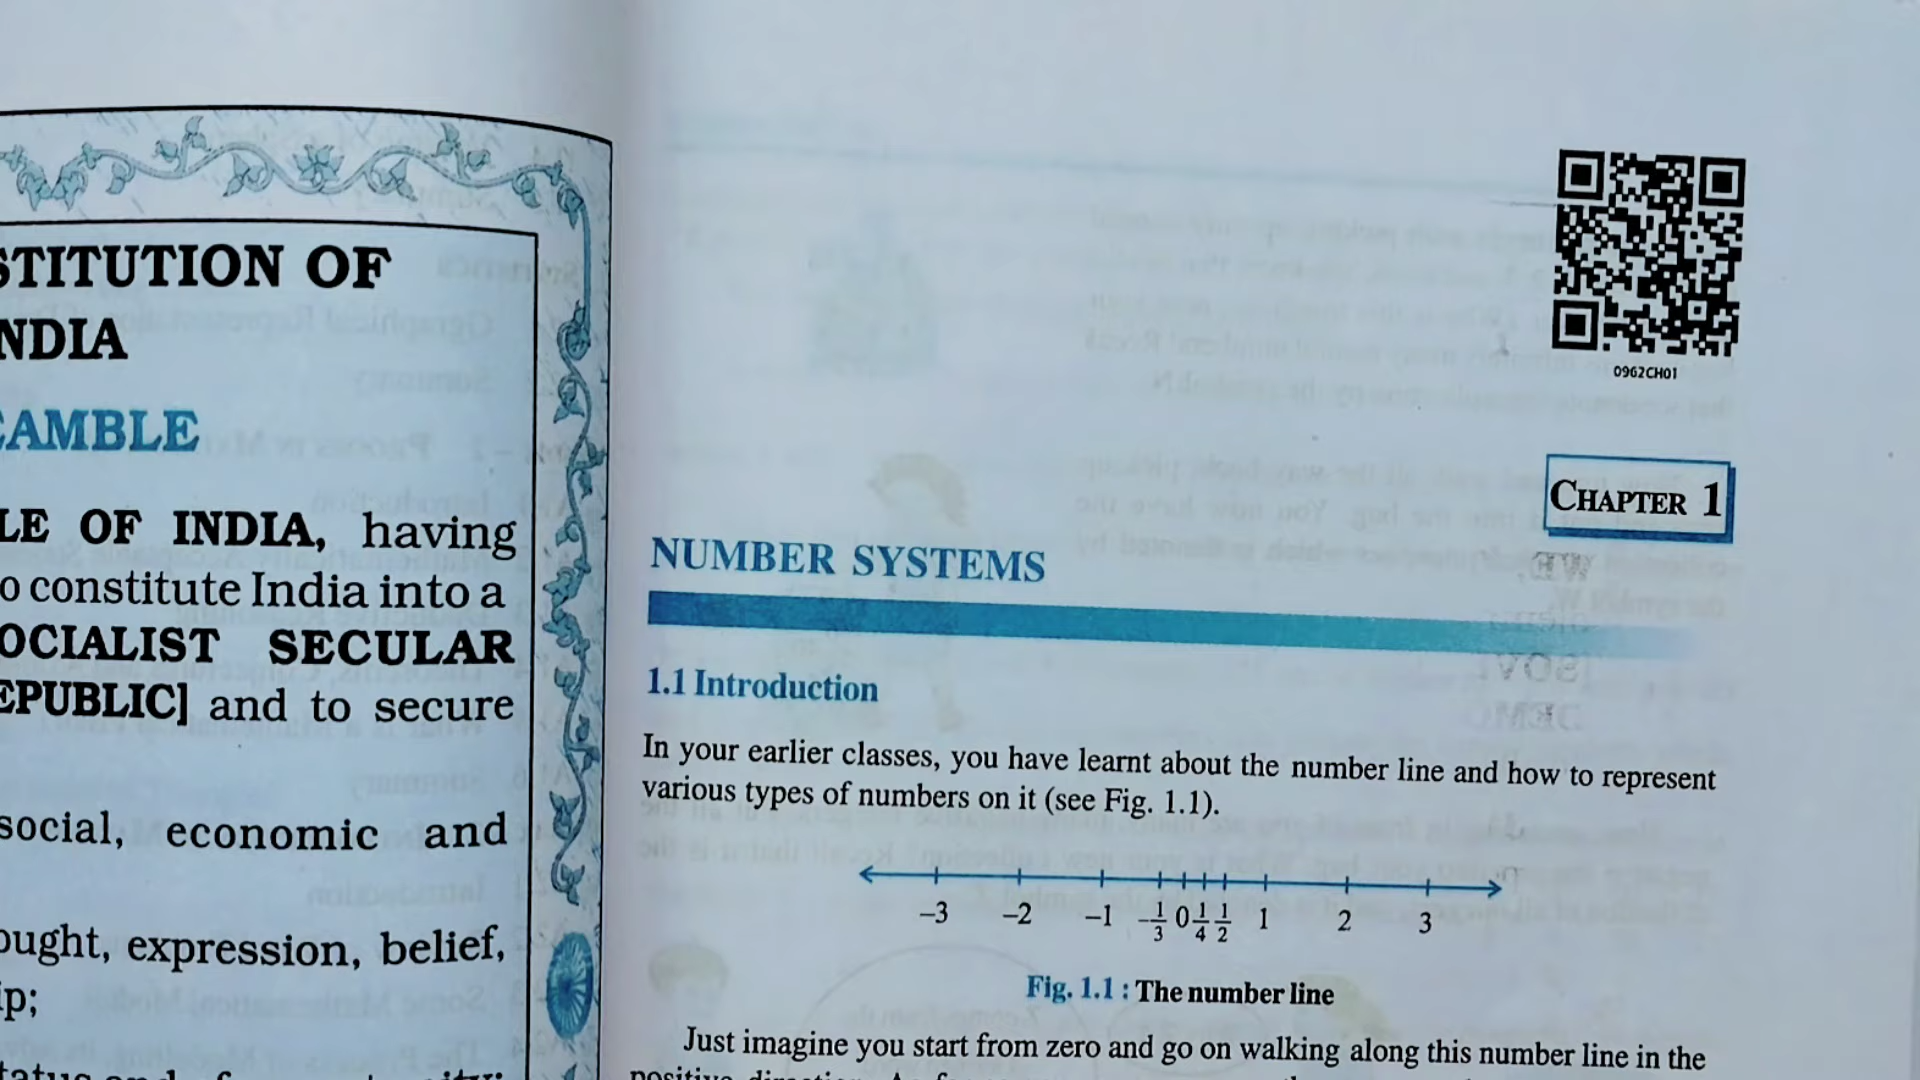 STITUTION OF
NDIA
AMBLE
LE OF INDIA, having
o constitute India into a
OCIALIST SECULAR
EPUBLIC] and to secure
social, economic and
ought, expression, belief,
ip;
0962CH01
CHAPTER 1
NUMBER SYSTEMS
1.1 Introduction
In your earlier classes, you have learnt about the number line and how to represent
various types of numbers on it (see Fig. 1.1).
–3 –2 –1 –1/3 0 1/4 1/2 1 2 3
Fig. 1.1 : The number line
Just imagine you start from zero and go on walking along this number line in the